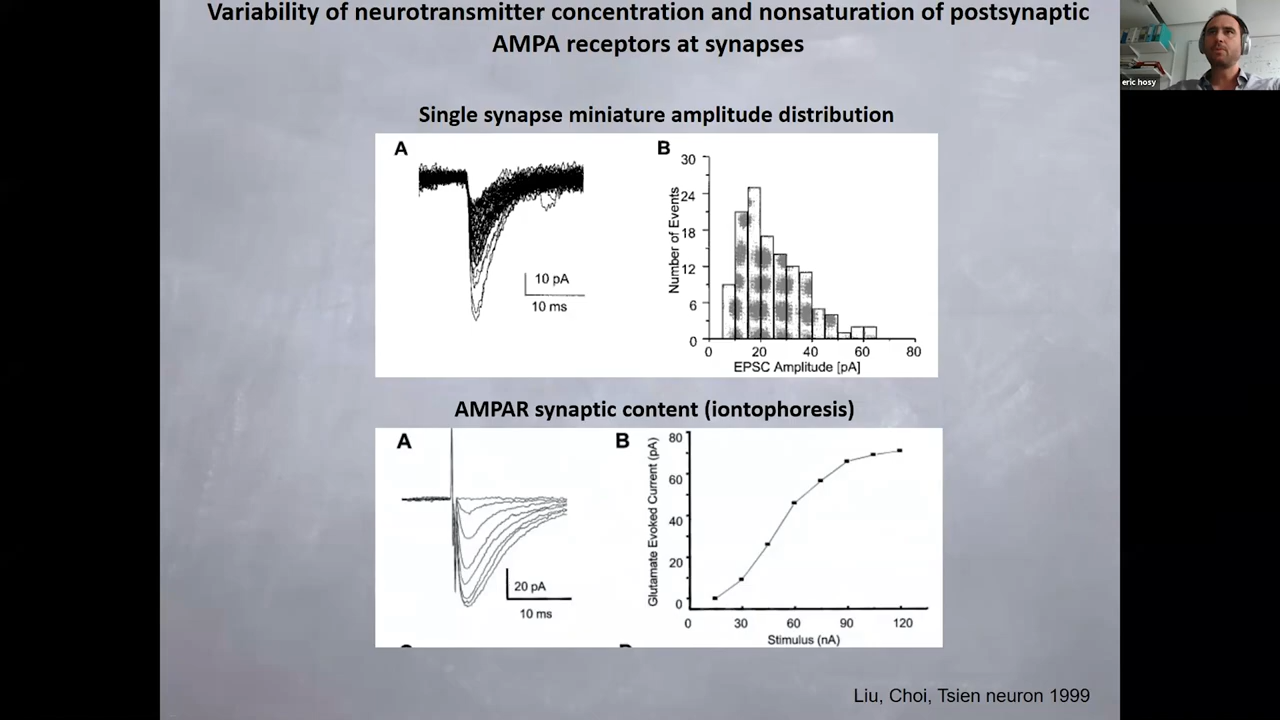 Variability of neurotransmitter concentration and nonsaturation of postsynaptic
AMPA receptors at synapses
eric hosy
Single synapse miniature amplitude distribution
A
10 pA
10 ms
B
30
24
18
12
6
0
Number of Events
0 20 40 60 80
EPSC Amplitude [pA]
AMPAR synaptic content (iontophoresis)
A
20 pA
10 ms
B
80
60
40
20
0
Glutamate Evoked Current (pA)
0 30 60 90 120
Stimulus (nA)
Liu, Choi, Tsien neuron 1999